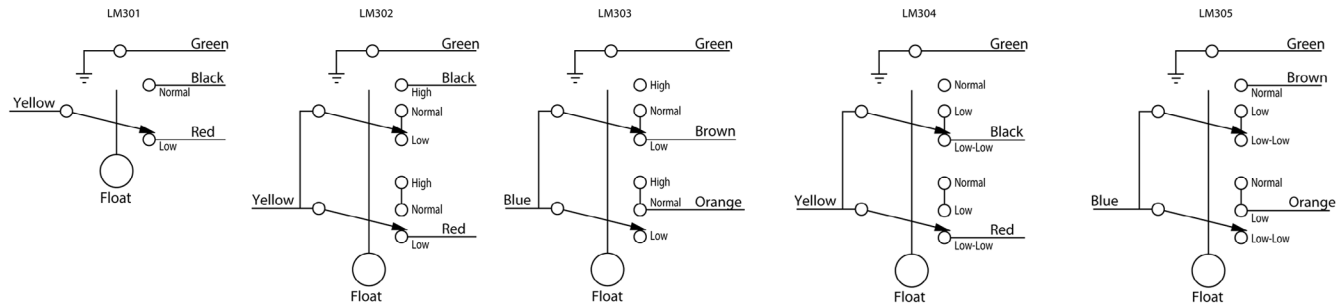 LM301
Green
Black
Normal
Yellow
Red
Low
Float
LM302
Green
Black
High
Normal
Low
High
Yellow
Normal
Red
Low
Float
LM303
Green
High
Normal
Brown
Low
High
Blue
Normal
Orange
Low
Float
LM304
Green
Normal
Low
Black
Low-Low
Normal
Yellow
Low
Red
Low-Low
Float
LM305
Green
Brown
Normal
Low
Low-Low
Normal
Blue
Orange
Low
Low-Low
Float